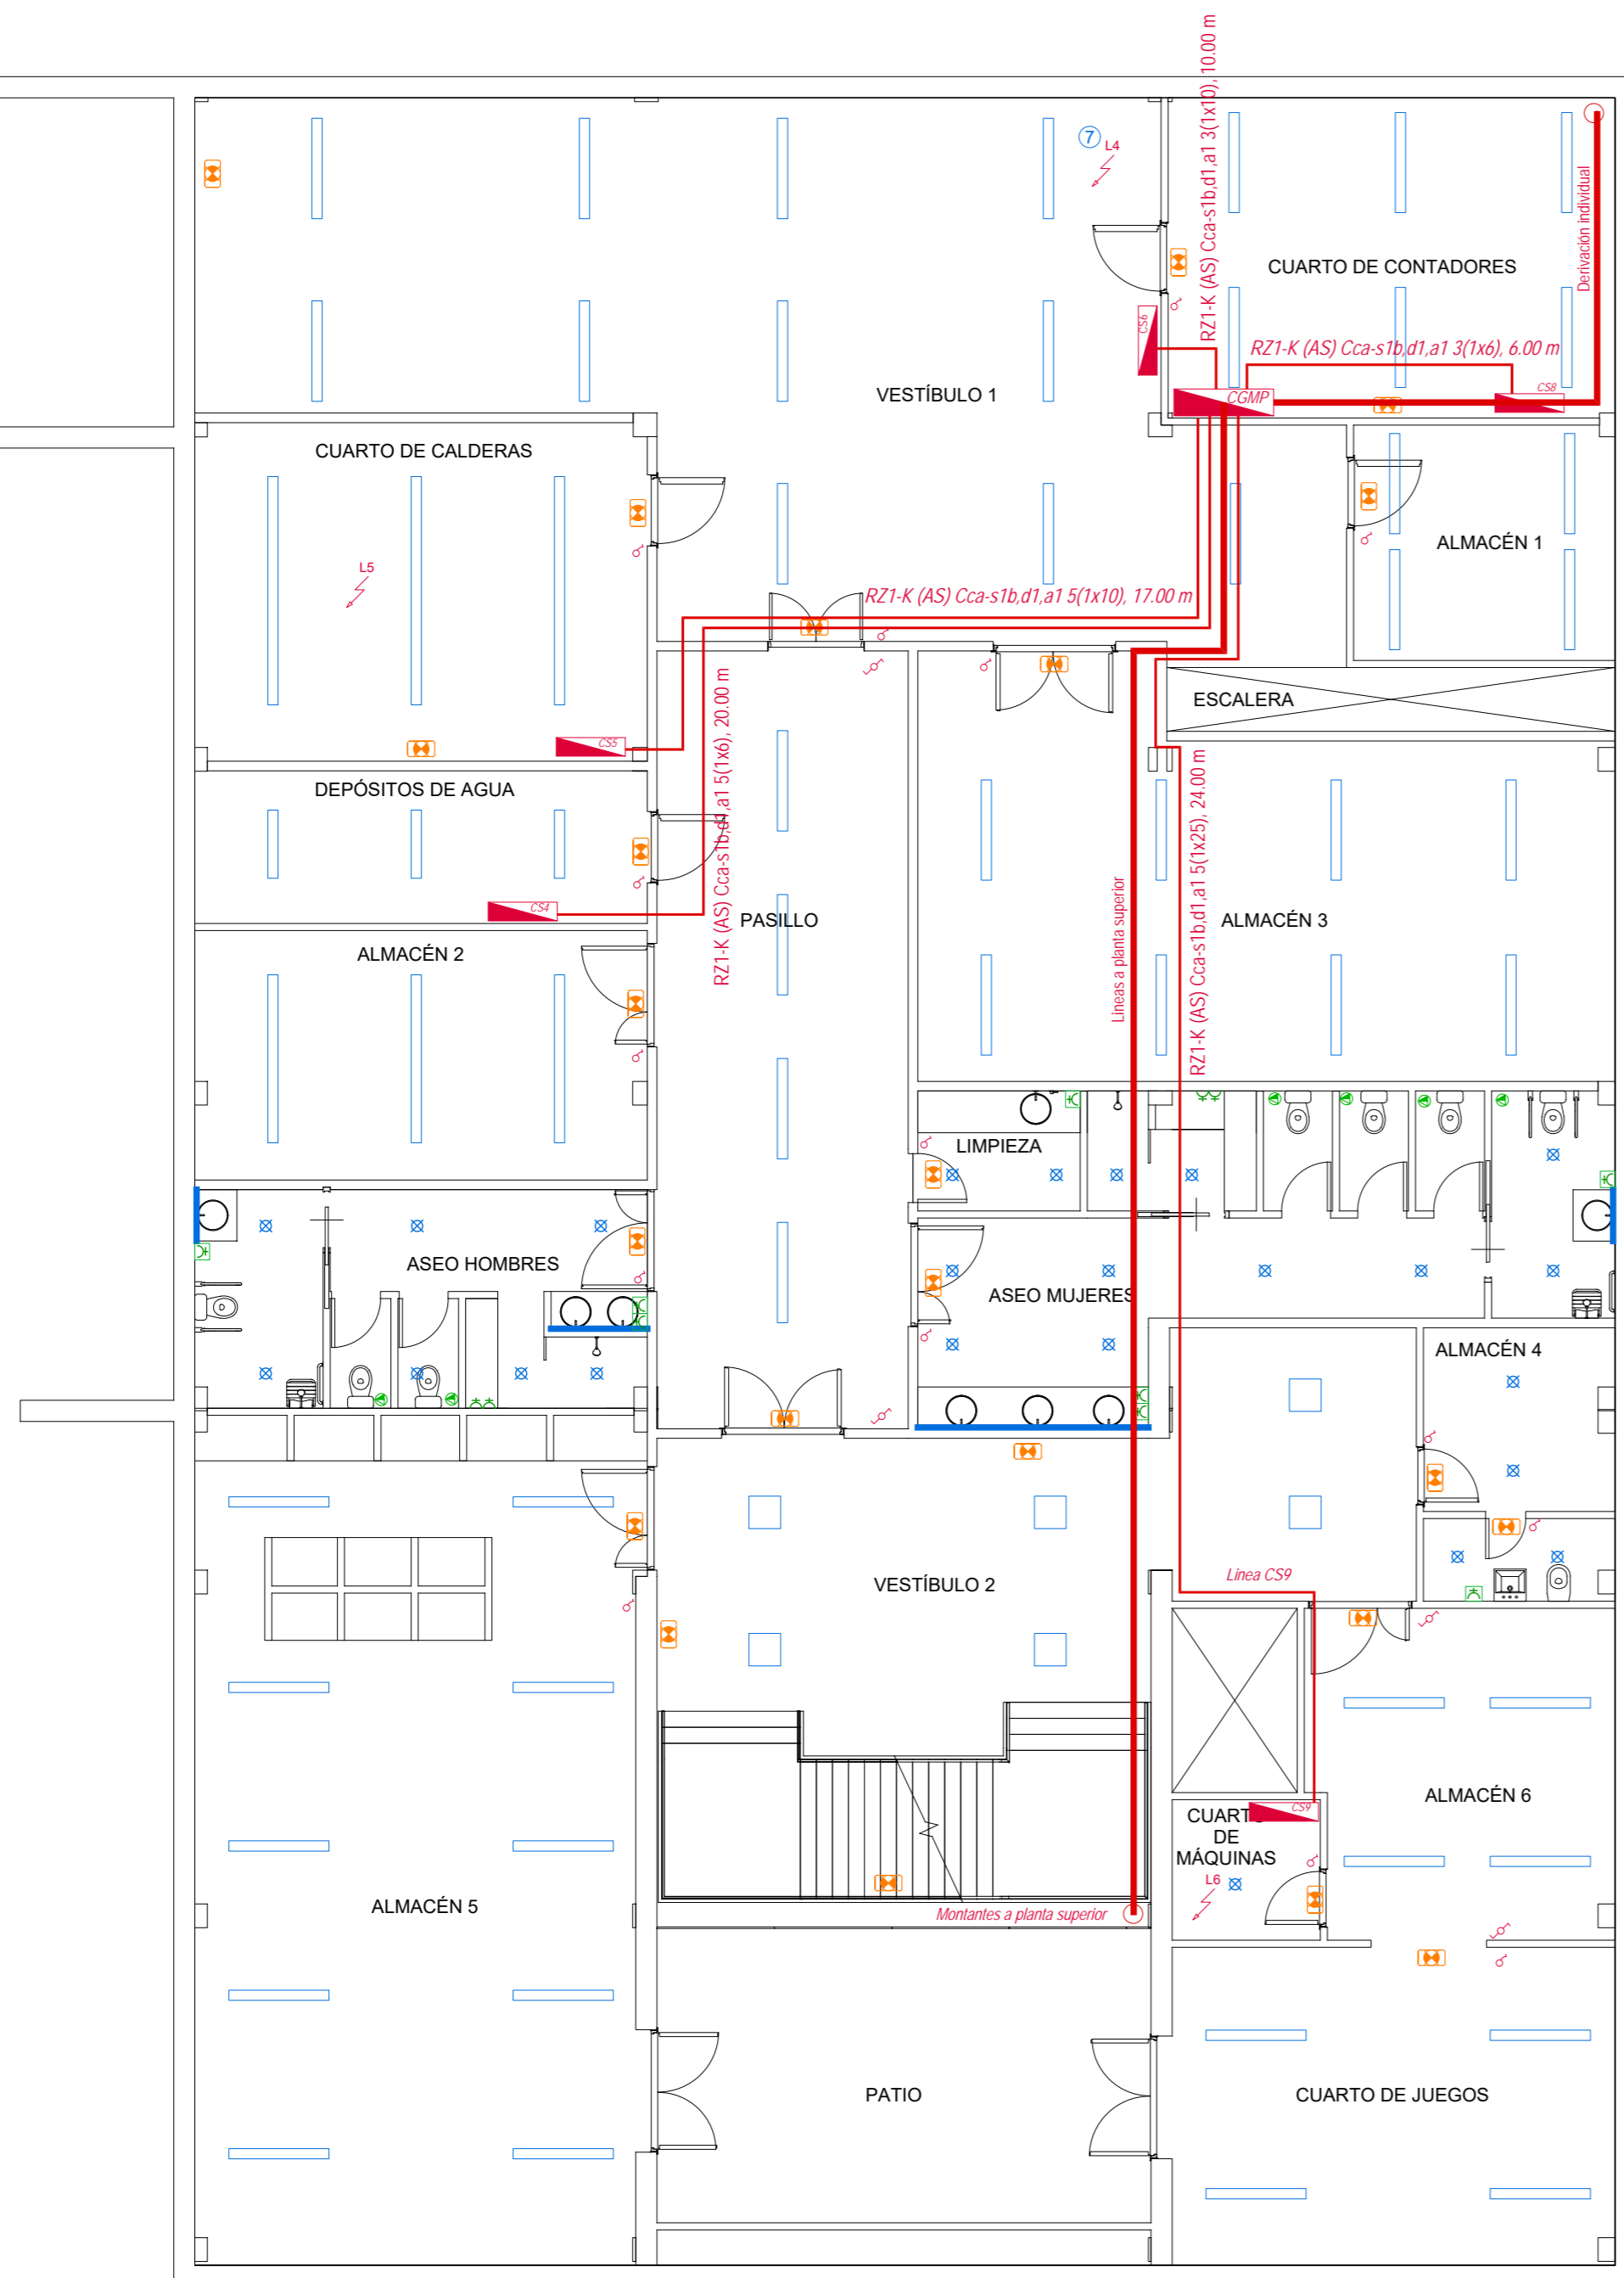 RZ1-K (AS) Cca-s1b,d1,a1 3(1x10), 10.00 m
7
L4
Derivación individual
CUARTO DE CONTADORES
CS6
RZ1-K (AS) Cca-s1b,d1,a1 3(1x6), 6.00 m
CS8
CGMP
VESTÍBULO 1
CUARTO DE CALDERAS
ALMACÉN 1
L5
RZ1-K (AS) Cca-s1b,d1,a1 5(1x10), 17.00 m
RZ1-K (AS) Cca-s1b,d1,a1 5(1x6), 20.00 m
ESCALERA
CS5
DEPÓSITOS DE AGUA
RZ1-K (AS) Cca-s1b,d1,a1 5(1x25), 24.00 m
Lineas a planta superior
CS4
PASILLO
ALMACÉN 3
ALMACÉN 2
LIMPIEZA
ASEO HOMBRES
ASEO MUJERES
ALMACÉN 4
Linea CS9
VESTÍBULO 2
ALMACÉN 6
CS9
CUARTO
DE
MÁQUINAS
L6
ALMACÉN 5
Montantes a planta superior
PATIO
CUARTO DE JUEGOS